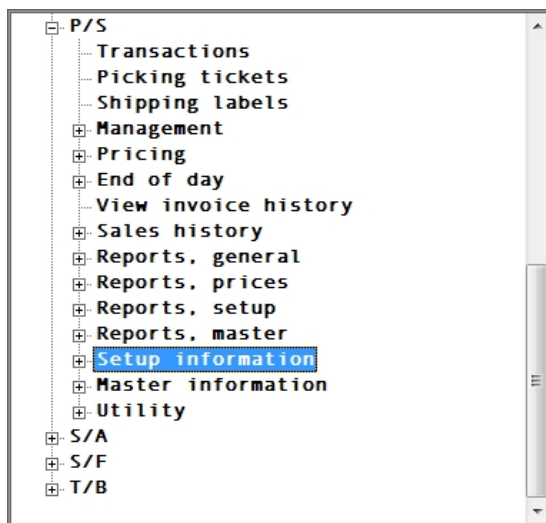 P/S
Transactions
Picking tickets
Shipping labels
Management
Pricing
End of day
View invoice history
Sales history
Reports, general
Reports, prices
Reports, setup
Reports, master
Setup information
Master information
Utility
S/A
S/F
T/B